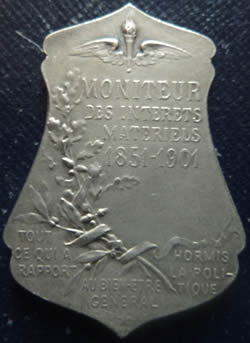 MONITEUR
DES INTERETS
MATERIELS
1851-1901
TOUT
CE QUI A
RAPPORT
AU BIEN-ETRE
GENERAL
HORMIS
LA POLI-
TIQUE